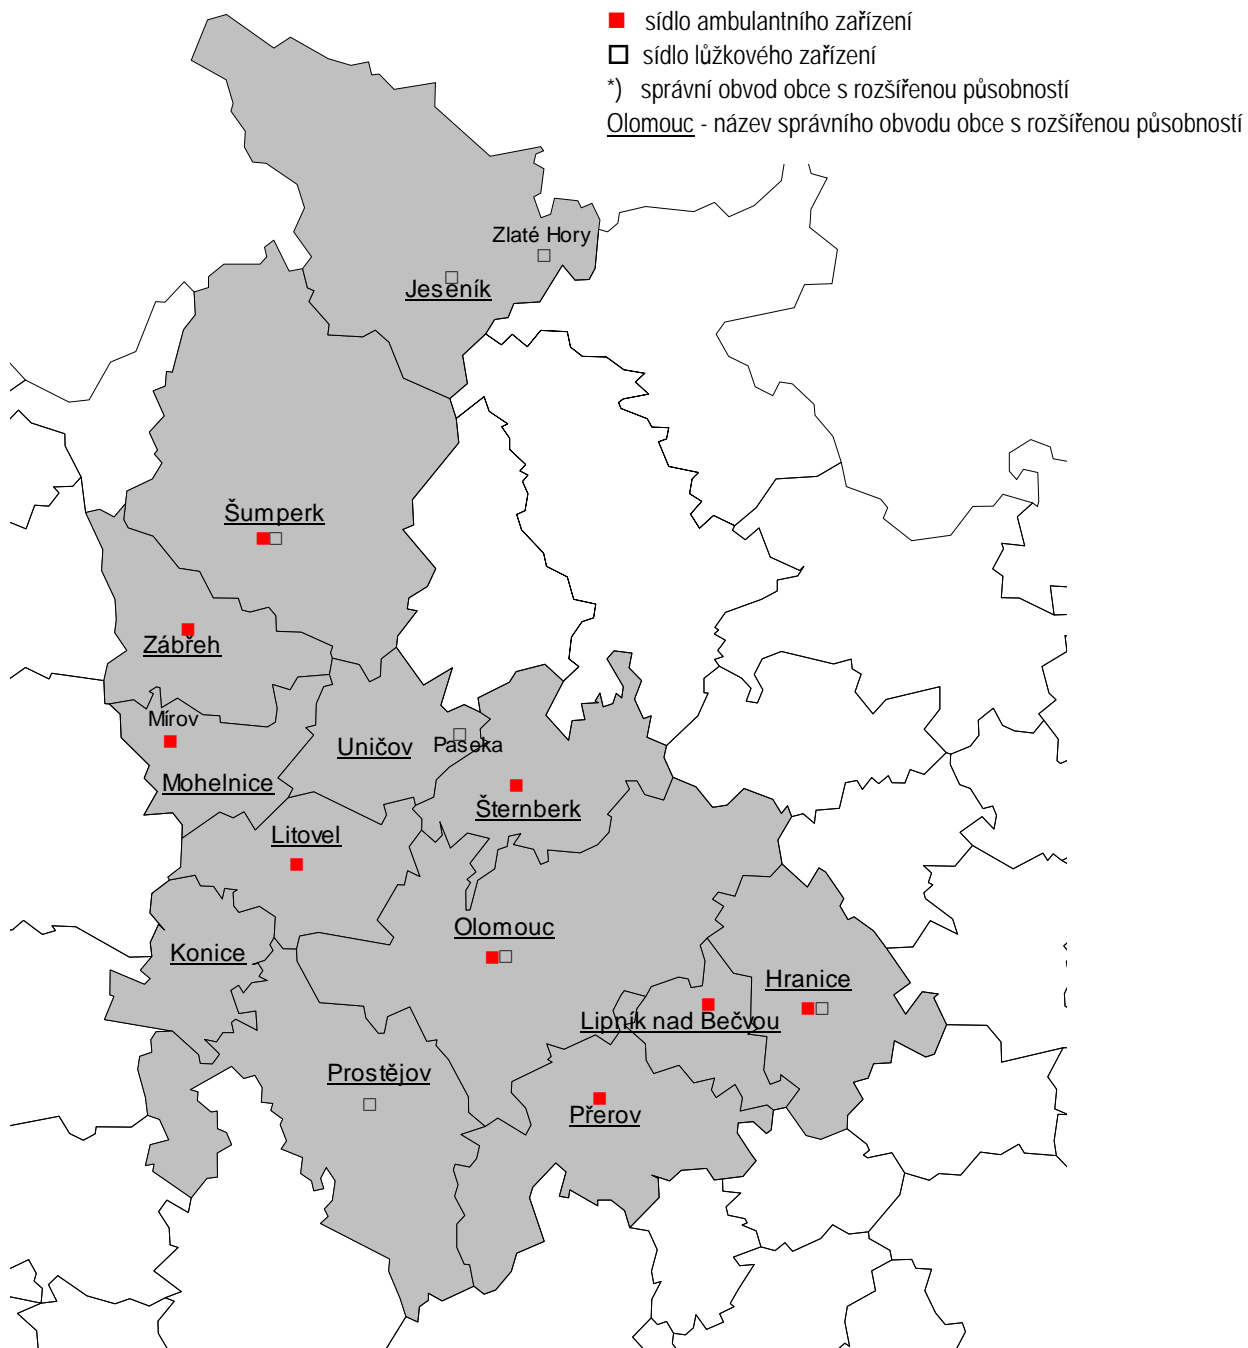 sídlo ambulantního zařízení
sídlo lůžkového zařízení
*) správní obvod obce s rozšířenou působností
Olomouc - název správního obvodu obce s rozšířenou působností
Zlaté Hory
Jeseník
Šumperk
Zábřeh
Mírov
Mohelnice
Uničov
Paseka
Šternberk
Litovel
Olomouc
Konice
Hranice
Lipník nad Bečvou
Prostějov
Přerov